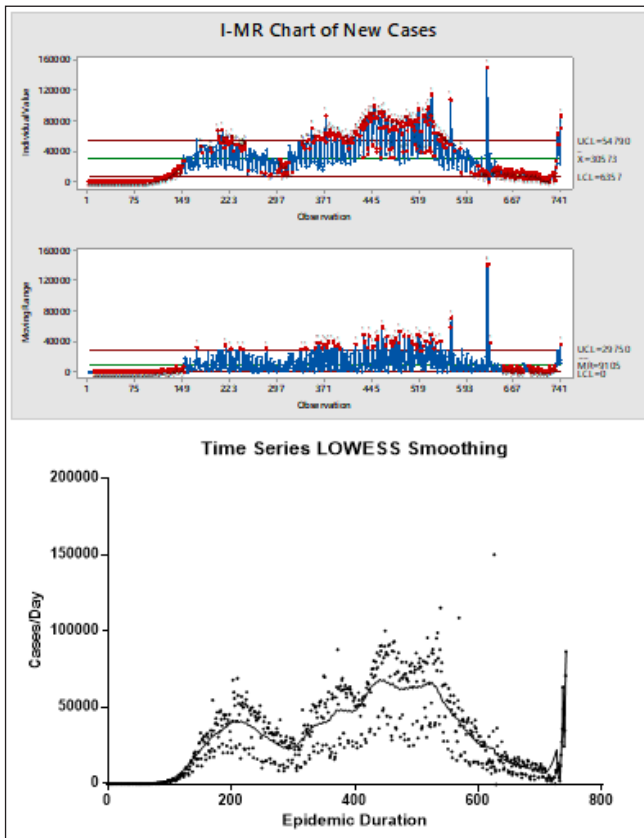 I-MR Chart of New Cases
160000
120000
80000
40000
0
Individual Value
UCL=54790
_
X=30573
LCL=6357
1 75 149 223 297 371 445 519 593 667 741
Observation
160000
120000
80000
40000
0
Moving Range
UCL=29750
__
MR=9105
LCL=0
1 75 149 223 297 371 445 519 593 667 741
Observation
Time Series LOWESS Smoothing
200000
150000
100000
50000
0
Cases/Day
0 200 400 600 800
Epidemic Duration